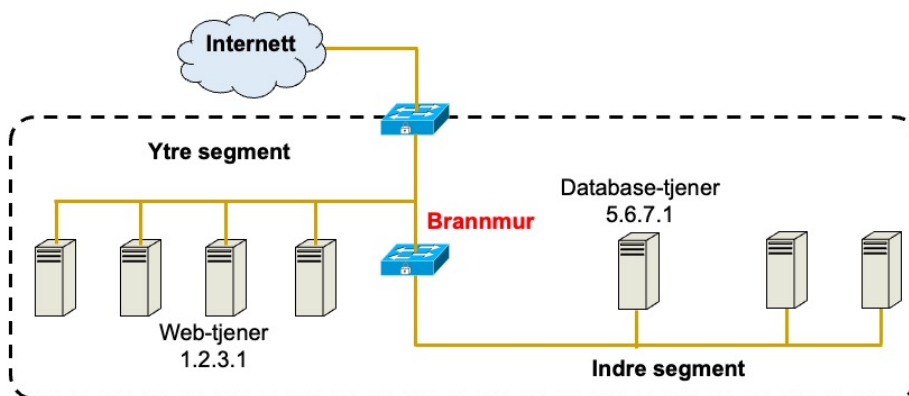 Internett
Ytre segment
Brannmur
Database-tjener
5.6.7.1
Web-tjener
1.2.3.1
Indre segment